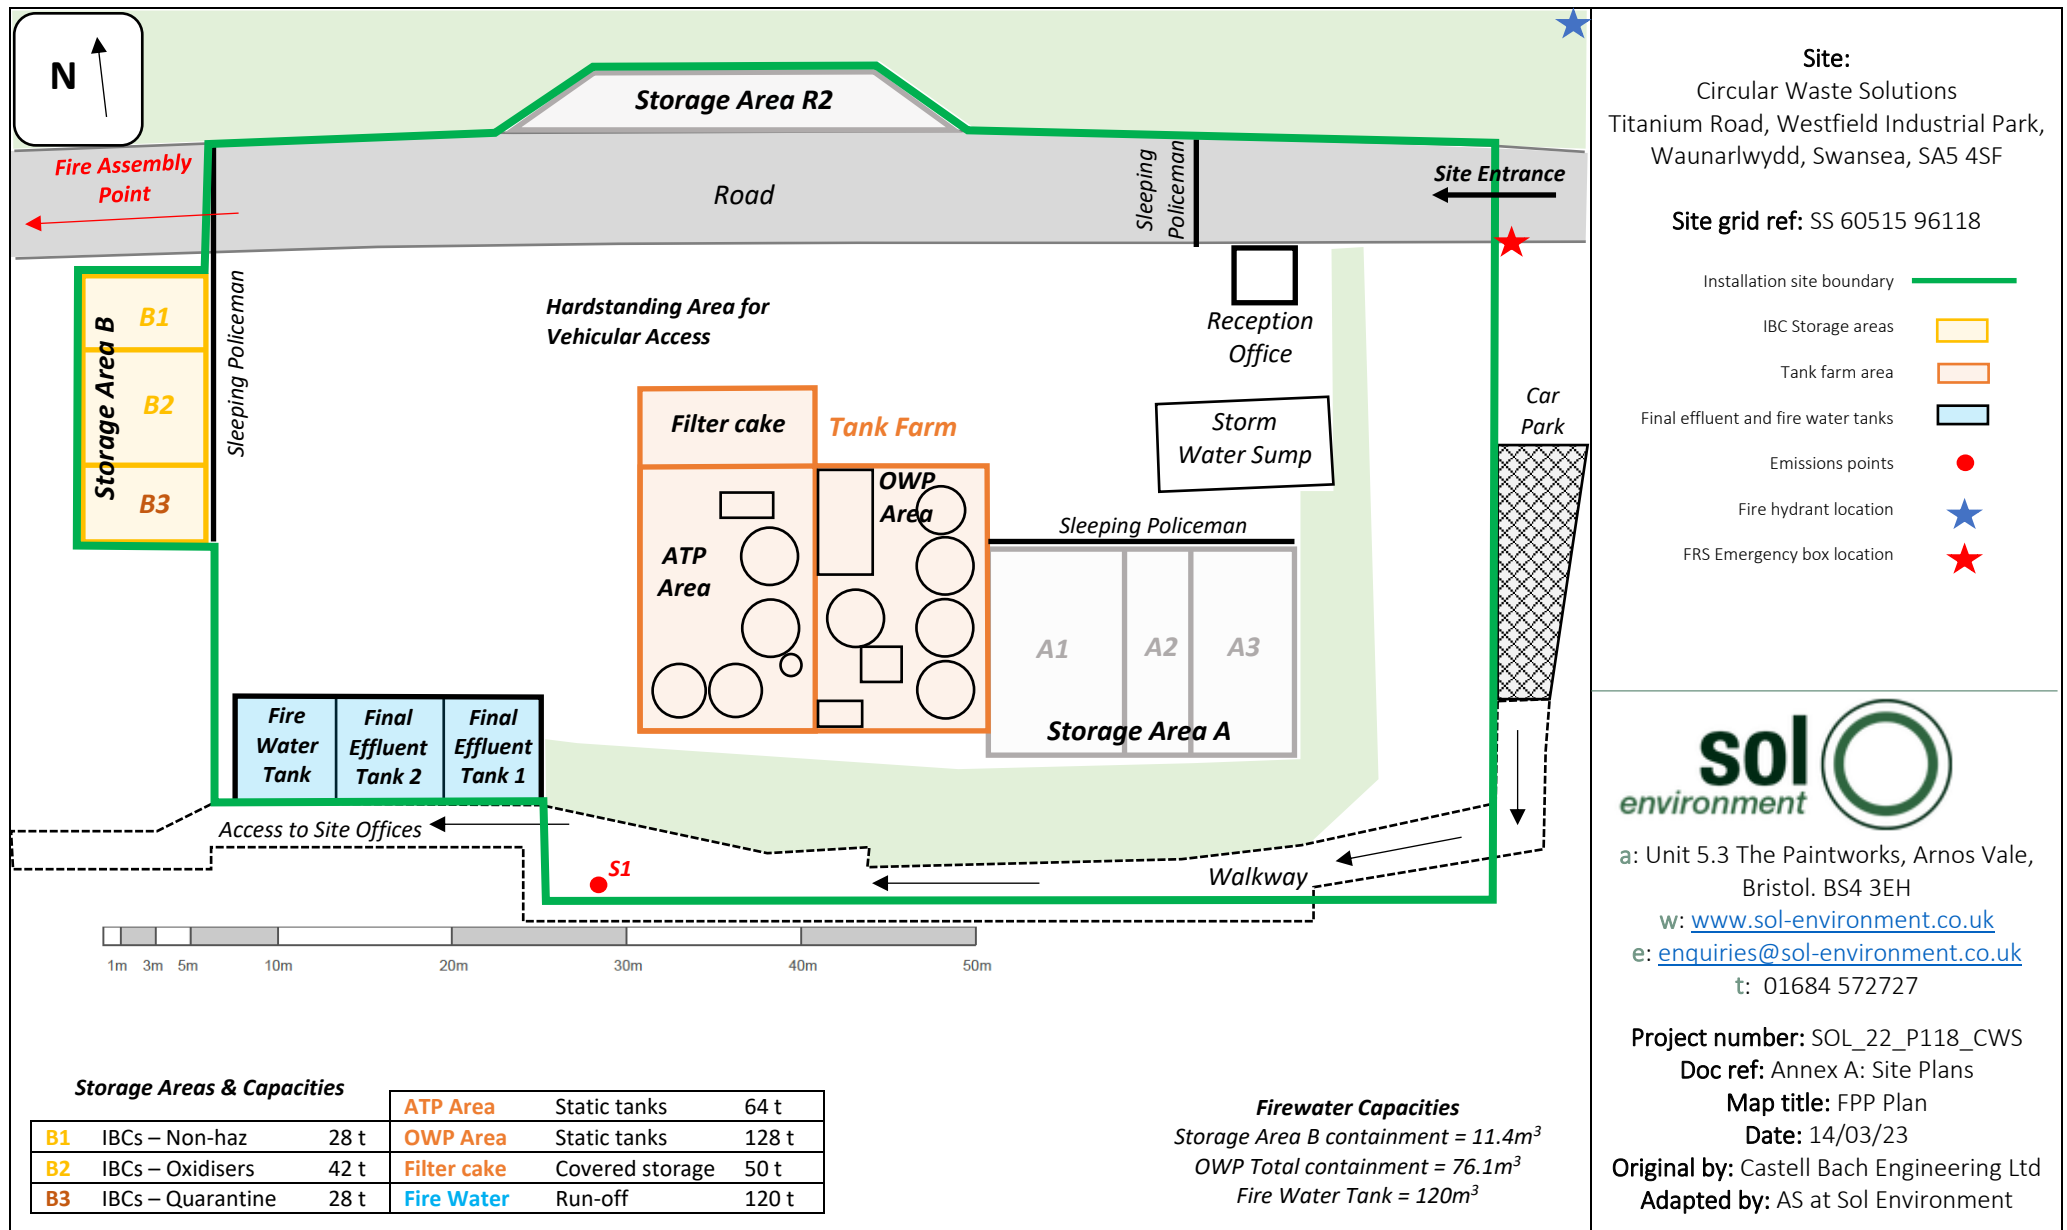 N
Storage Area R2
Fire Assembly
Point
Road
Sleeping
Policeman
Site Entrance
Storage Area B
B1
B2
B3
Sleeping Policeman
Hardstanding Area for
Vehicular Access
Reception
Office
Filter cake
Tank Farm
Storm
Water Sump
Car
Park
OWP
Area
ATP
Area
Sleeping Policeman
A1
A2
A3
Storage Area A
Fire
Water
Tank
Final
Effluent
Tank 2
Final
Effluent
Tank 1
Access to Site Offices
S1
Walkway
1m 3m 5m 10m 20m 30m 40m 50m
Storage Areas & Capacities
B1 IBCs – Non-haz 28 t
B2 IBCs – Oxidisers 42 t
B3 IBCs – Quarantine 28 t
ATP Area Static tanks 64 t
OWP Area Static tanks 128 t
Filter cake Covered storage 50 t
Fire Water Run-off 120 t
Firewater Capacities
Storage Area B containment = 11.4m³
OWP Total containment = 76.1m³
Fire Water Tank = 120m³
Site:
Circular Waste Solutions
Titanium Road, Westfield Industrial Park,
Waunarlwydd, Swansea, SA5 4SF
Site grid ref: SS 60515 96118
Installation site boundary
IBC Storage areas
Tank farm area
Final effluent and fire water tanks
Emissions points
Fire hydrant location
FRS Emergency box location
sol
environment
a: Unit 5.3 The Paintworks, Arnos Vale,
Bristol. BS4 3EH
w: www.sol-environment.co.uk
e: enquiries@sol-environment.co.uk
t: 01684 572727
Project number: SOL_22_P118_CWS
Doc ref: Annex A: Site Plans
Map title: FPP Plan
Date: 14/03/23
Original by: Castell Bach Engineering Ltd
Adapted by: AS at Sol Environment